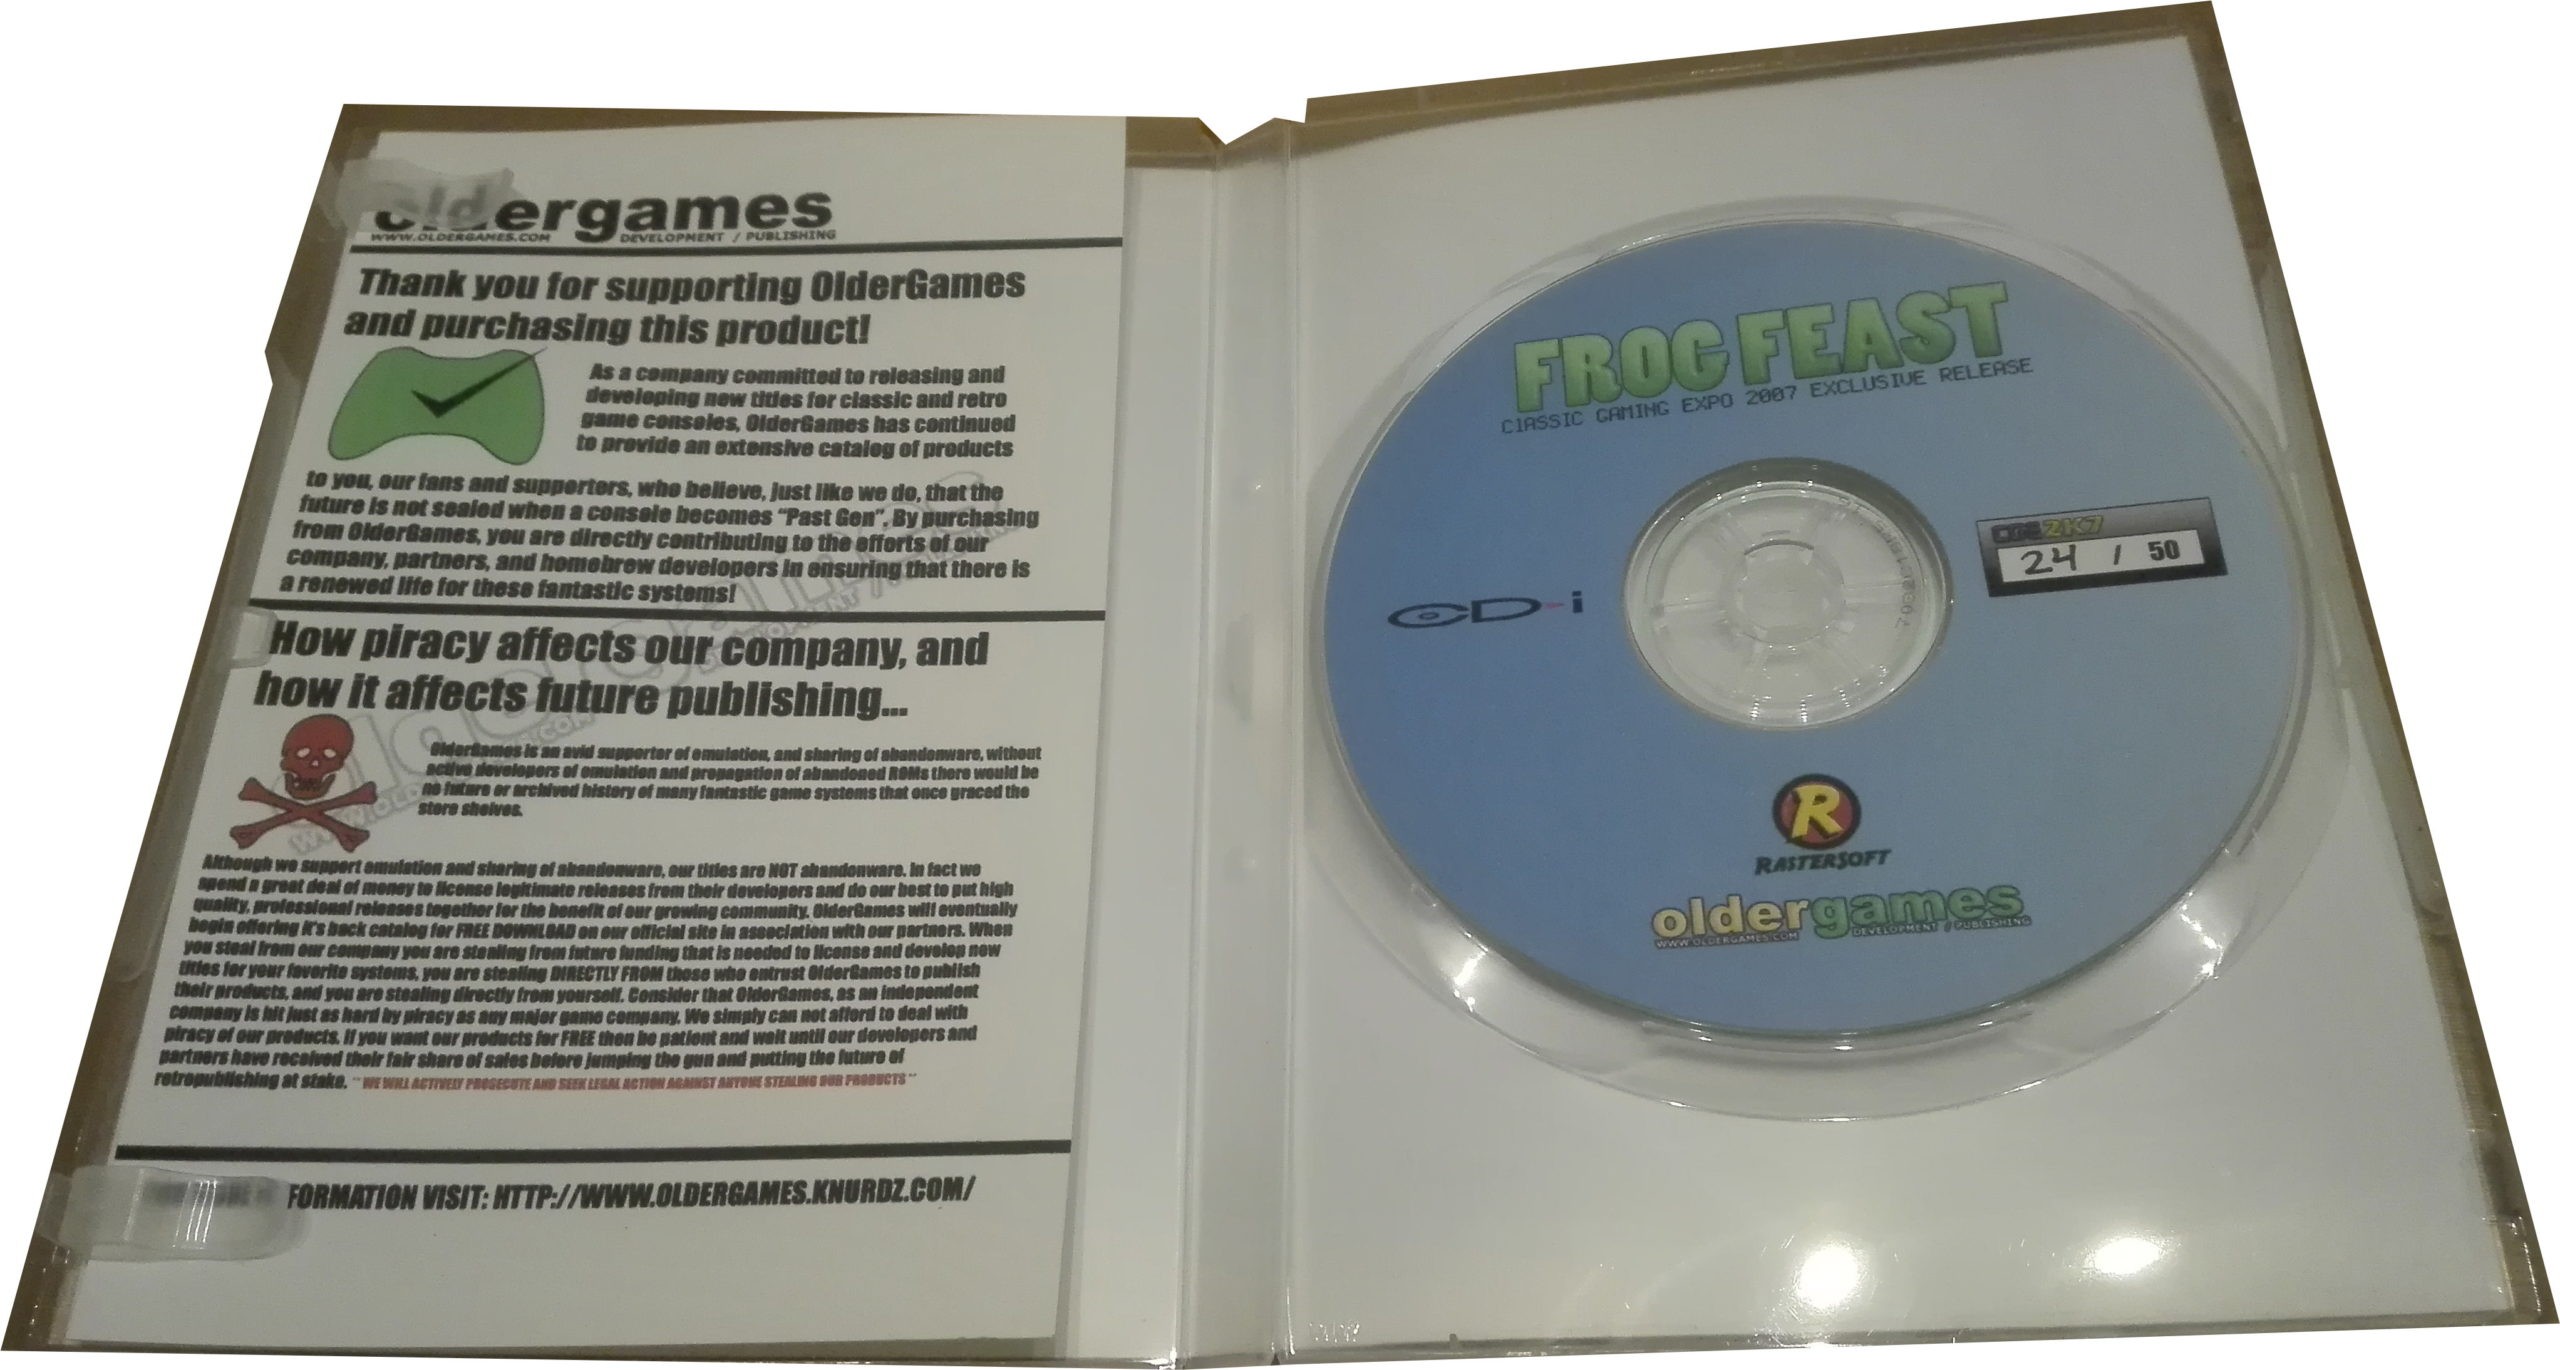 oldergames
WWW.OLDERGAMES.COM DEVELOPMENT / PUBLISHING
Thank you for supporting OlderGames
and purchasing this product!
As a company committed to releasing and
developing new titles for classic and retro
game consoles, OlderGames has continued
to provide an extensive catalog of products
to you, our fans and supporters, who believe, just like we do, that the
future is not sealed when a console becomes "Past Gen". By purchasing
from OlderGames, you are directly contributing to the efforts of our
company, partners, and homebrew developers in ensuring that there is
a renewed life for these fantastic systems!
How piracy affects our company, and
how it affects future publishing...
OlderGames is an avid supporter of emulation, and sharing of abandonware, without
active developers of emulation and propagation of abandoned ROMs there would be
no future or archived history of many fantastic game systems that once graced the
store shelves.
Although we support emulation and sharing of abandonware, our titles are NOT abandonware. In fact we
spend a great deal of money to license legitimate releases from their developers and do our best to put high
quality, professional releases together for the benefit of our growing community. OlderGames will eventually
begin offering it's back catalog for FREE DOWNLOAD on our official site in association with our partners. When
you steal from our company you are stealing from future funding that is needed to license and develop new
titles for your favorite systems, you are stealing DIRECTLY FROM those who entrust OlderGames to publish
their products, and you are stealing directly from yourself. Consider that OlderGames, as an independent
company is hit just as hard by piracy as any major game company. We simply can not afford to deal with
piracy of our products. If you want our products for FREE then be patient and wait until our developers and
partners have received their fair share of sales before jumping the gun and putting the future of
retropublishing at stake. "WE WILL ACTIVELY PROSECUTE AND SEEK LEGAL ACTION AGAINST ANYONE STEALING OUR PRODUCTS"
FORMATION VISIT: HTTP://WWW.OLDERGAMES.KNURDZ.COM/
FROG FEAST
ClASSIC GAMING EXPO 2007 EXCLUSIVE RELEASE
CD-i
CGE2K7
24 / 50
R
RASTERSOFT
oldergames
WWW.OLDERGAMES.COM DEVELOPMENT / PUBLISHING